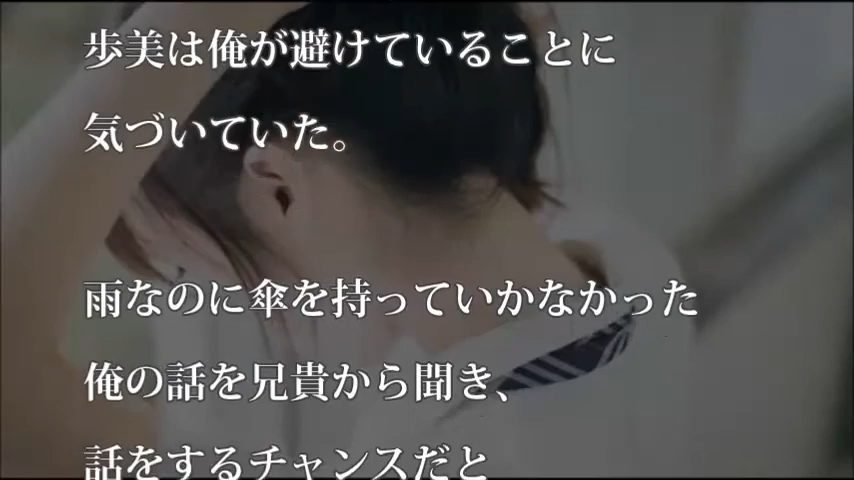 歩美は俺が避けていることに
気づいていた。
雨なのに傘を持っていかなかった
俺の話を兄貴から聞き、
話をするチャンスだと